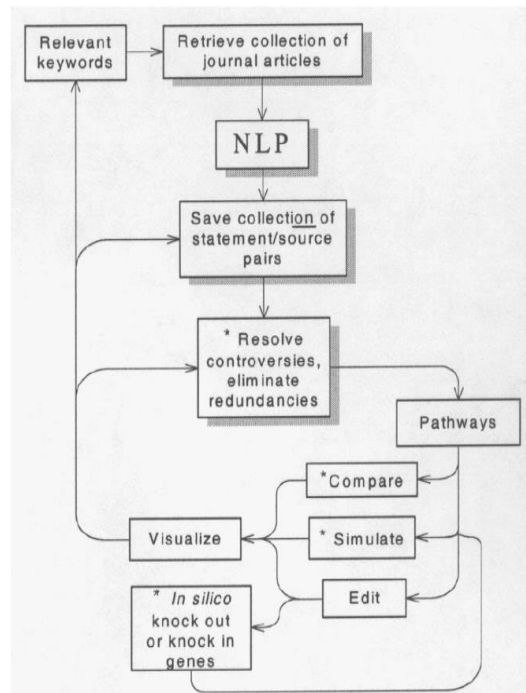 Relevant
keywords
Retrieve collection of
journal articles
NLP
Save collection of
statement/source
pairs
* Resolve
controversies,
eliminate
redundancies
Pathways
* Compare
Visualize
* Simulate
Edit
* In silico
knock out
or knock in
genes